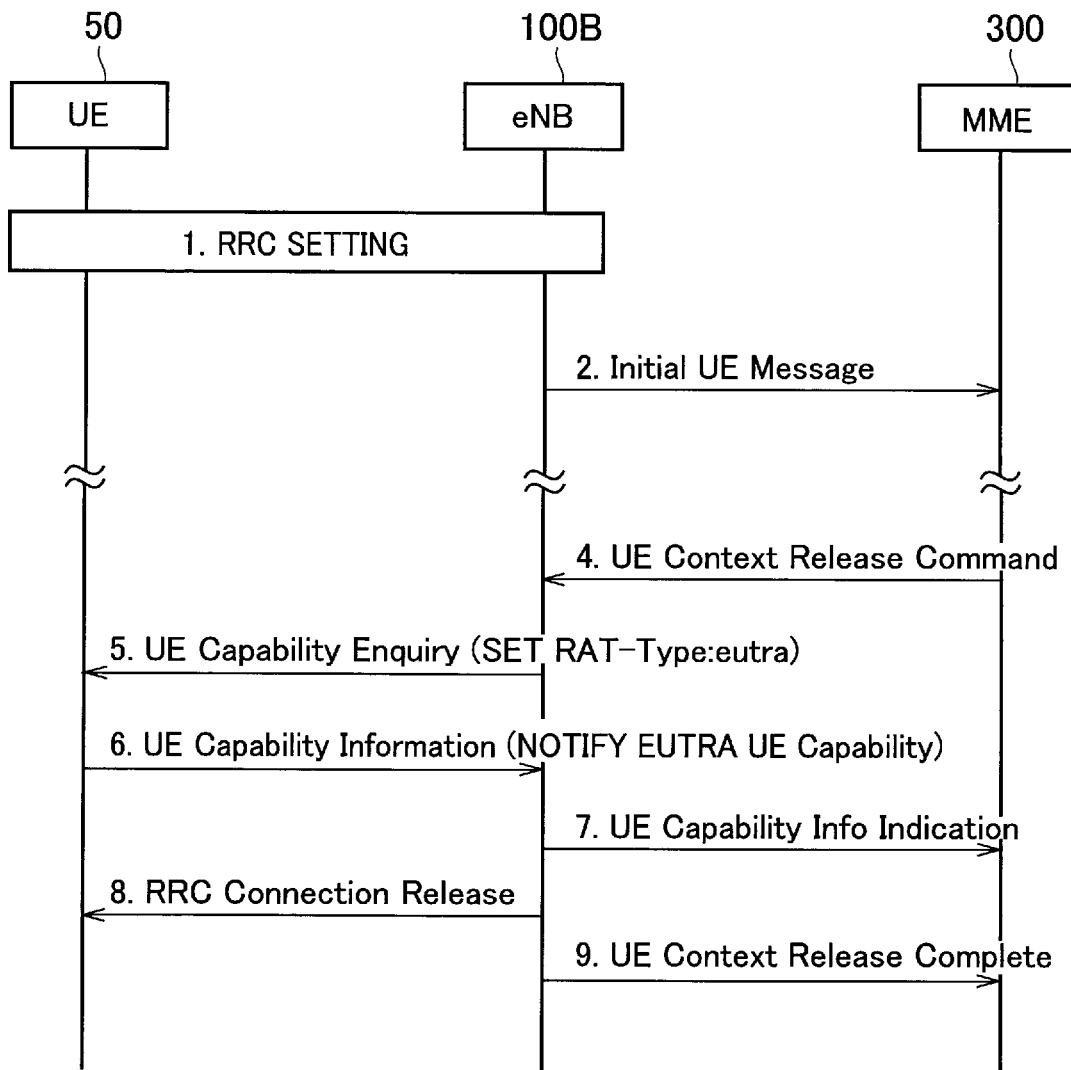 50
100B
300
UE
eNB
MME
1. RRC SETTING
2. Initial UE Message
4. UE Context Release Command
5. UE Capability Enquiry (SET RAT-Type:eutra)
6. UE Capability Information (NOTIFY EUTRA UE Capability)
7. UE Capability Info Indication
8. RRC Connection Release
9. UE Context Release Complete